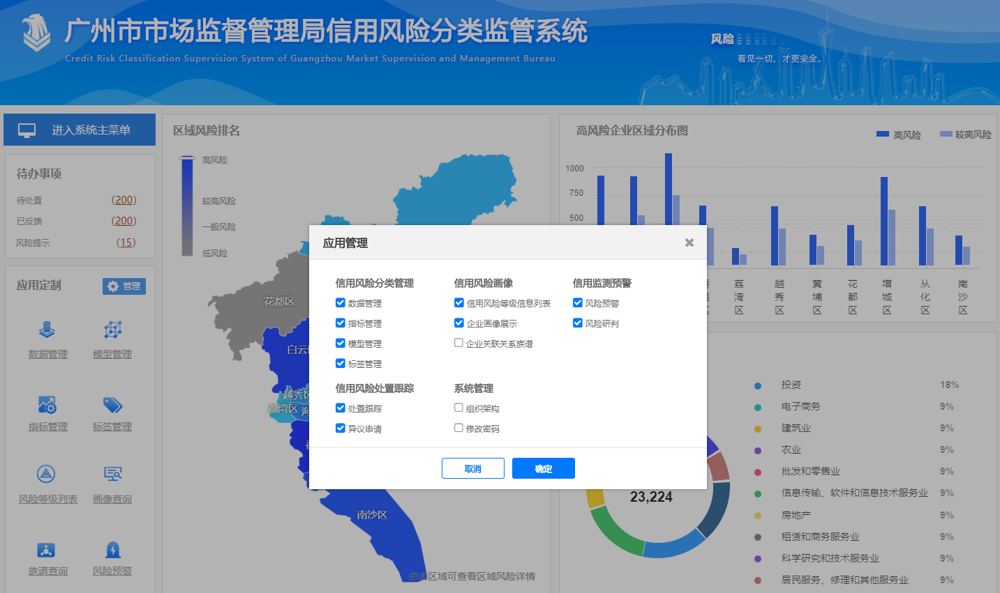 广州市市场监督管理局信用风险分类监管系统
Credit Risk Classification Supervision System of Guangzhou Market Supervision and Management Bureau
风险
看见一切，才更安全。
进入系统主菜单
待办事项
待处置 (200)
已反馈 (200)
风险提示 (15)
应用定制 管理
数据管理 模型管理
指标管理 标签管理
风险等级列表 画像查询
族谱查询 风险预警
区域风险排名
高风险
较高风险
一般风险
低风险
花都区
白云
越秀区
荔湾区 海
南沙区
点击区域可查看区域风险详情
高风险企业区域分布图
高风险 较高风险
1000
750
500
荔湾区
越秀区
黄埔区
花都区
增城区
从化区
南沙区
应用管理
信用风险分类管理 信用风险画像 信用监测预警
数据管理 信用风险等级信息列表 风险预警
指标管理 企业画像展示 风险研判
模型管理 企业关联关系族谱
标签管理
信用风险处置跟踪 系统管理
处置跟踪 组织架构
异议申请 修改密码
取消 确定
23,224
投资 18%
电子商务 9%
建筑业 9%
农业 9%
批发和零售业 9%
信息传输、软件和信息技术服务业 9%
房地产 9%
租赁和商务服务业 9%
科学研究和技术服务业 9%
居民服务、修理和其他服务业 9%